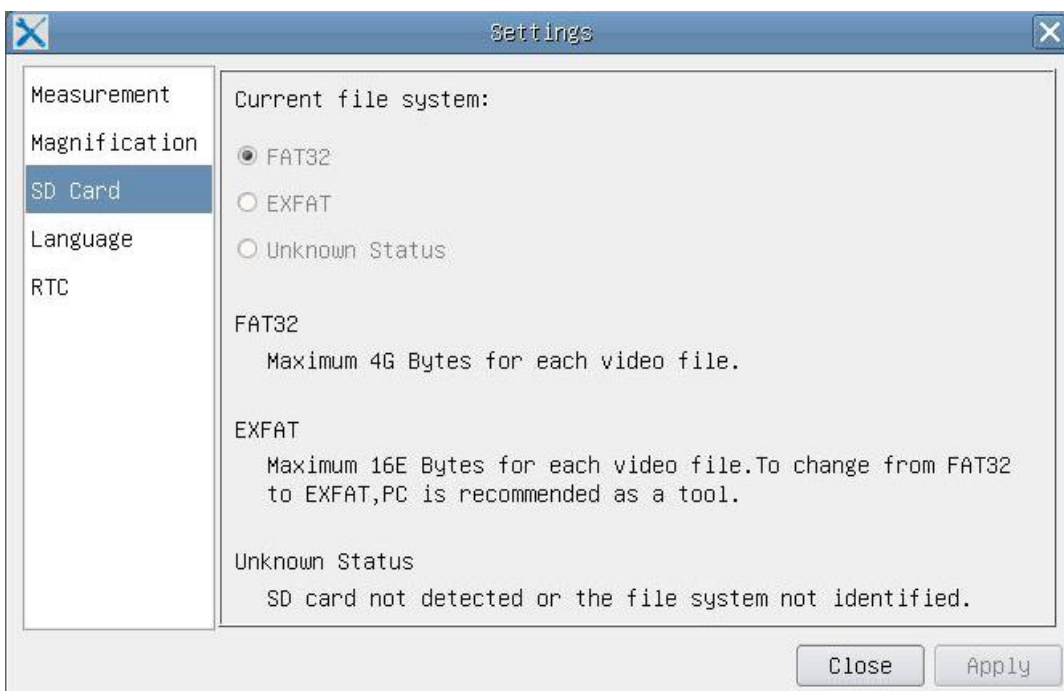 Settings
Measurement
Magnification
SD Card
Language
RTC
Current file system:
FAT32
EXFAT
Unknown Status
FAT32
Maximum 4G Bytes for each video file.
EXFAT
Maximum 16E Bytes for each video file.To change from FAT32
to EXFAT,PC is recommended as a tool.
Unknown Status
SD card not detected or the file system not identified.
Close
Apply